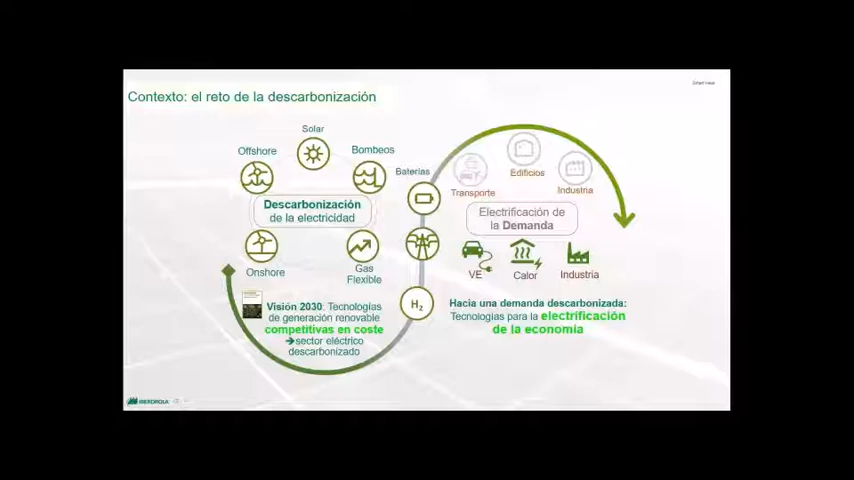 Contexto: el reto de la descarbonización
Solar
Offshore
Bombeos
Baterías
Descarbonización
de la electricidad
Onshore
Gas
Flexible
H2
Visión 2030: Tecnologías
de generación renovable
competitivas en coste
➔sector eléctrico
descarbonizado
Transporte
Edificios
Industria
Electrificación de
la Demanda
VE
Calor
Industria
Hacia una demanda descarbonizada:
Tecnologías para la electrificación
de la economía
IBERDROLA